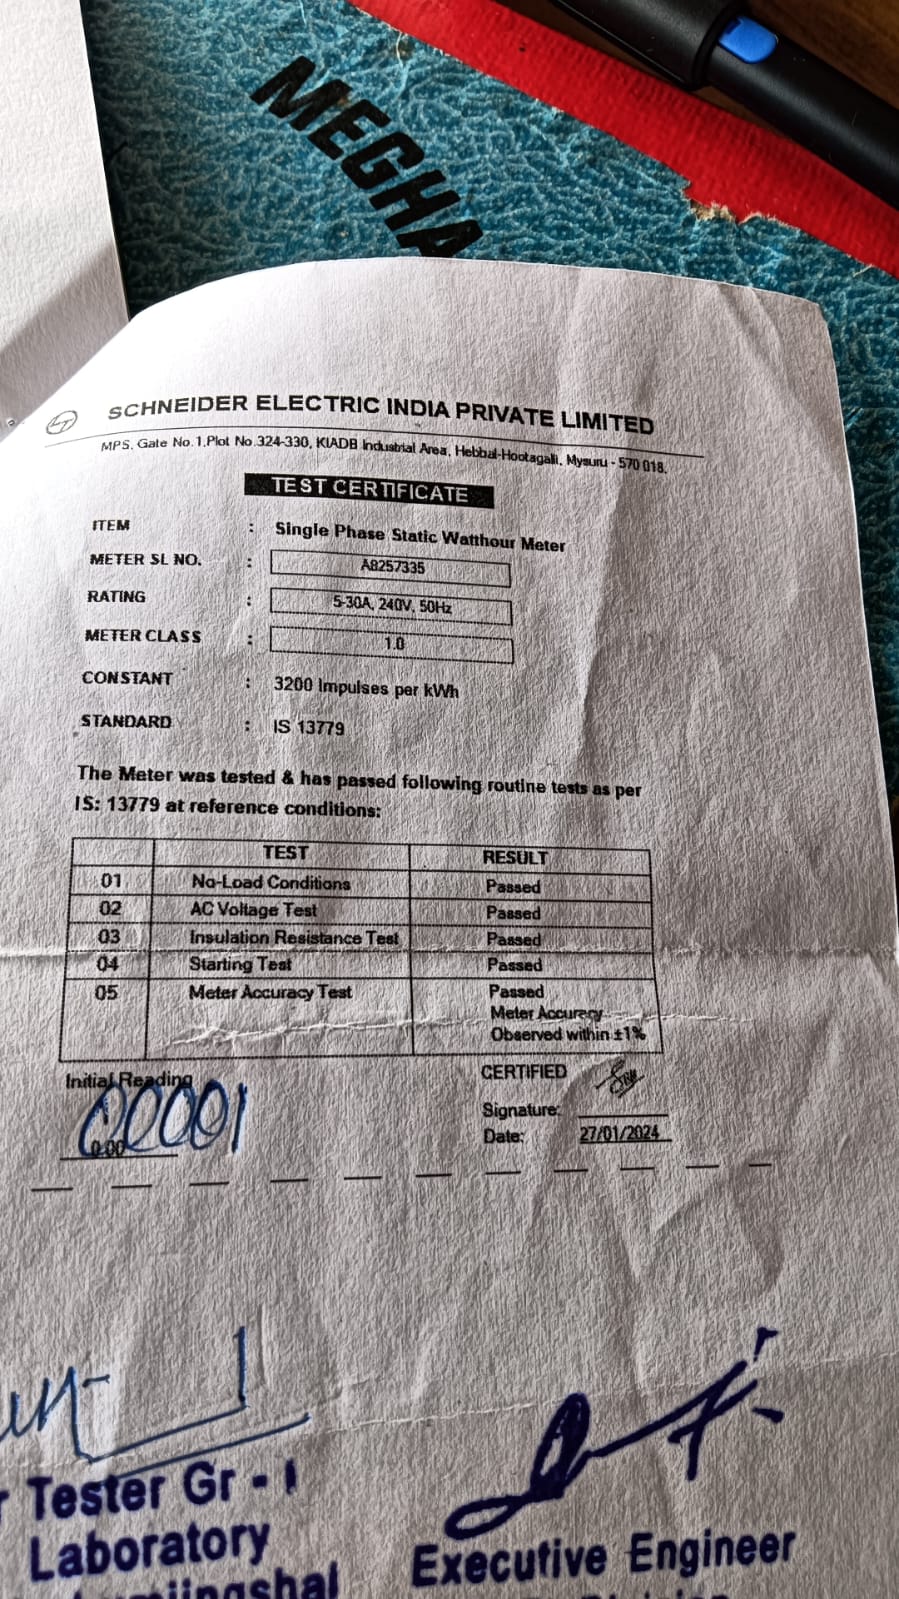 MEGHA
LT
SCHNEIDER ELECTRIC INDIA PRIVATE LIMITED
MPS, Gate No.1,Plot No.324-330, KIADB Industrial Area, Hebbal-Hootagalli, Mysuru - 570 018.
TEST CERTIFICATE
ITEM : Single Phase Static Watthour Meter
METER SL NO. : A8257335
RATING : 5-30A, 240V, 50Hz
METER CLASS : 1.0
CONSTANT : 3200 Impulses per kWh
STANDARD : IS 13779
The Meter was tested & has passed following routine tests as per
IS: 13779 at reference conditions:
TEST RESULT
01 No-Load Conditions Passed
02 AC Voltage Test Passed
03 Insulation Resistance Test Passed
04 Starting Test Passed
05 Meter Accuracy Test Passed
Meter Accuracy
Observed within ±1%
Initial Reading
00001
0.00
CERTIFIED
Signature:
Date: 27/01/2024
Tester Gr - I
Laboratory
Executive Engineer
Division